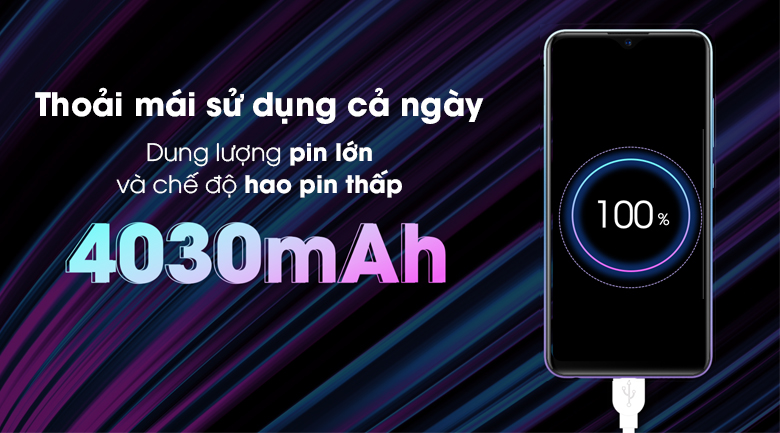 Thoải mái sử dụng cả ngày
Dung lượng pin lớn
và chế độ hao pin thấp
4030mAh
100%